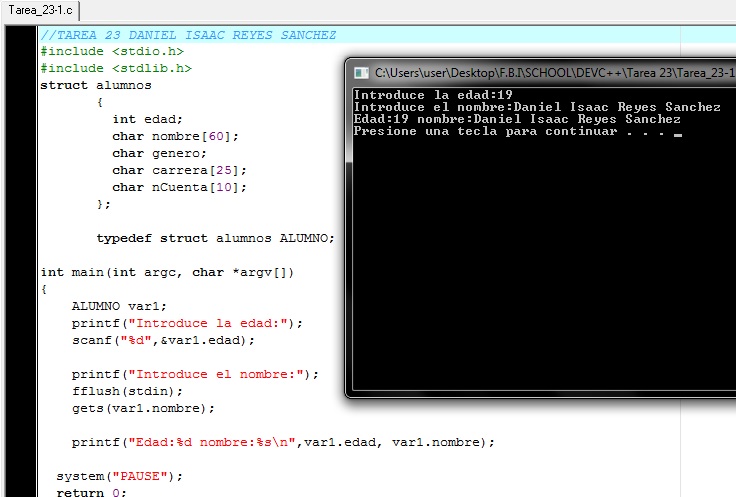 Tarea_23-1.c
//TAREA 23 DANIEL ISAAC REYES SANCHEZ
#include <stdio.h>
#include <stdlib.h>
struct alumnos
{
int edad;
char nombre[60];
char genero;
char carrera[25];
char nCuenta[10];
};
typedef struct alumnos ALUMNO;
int main(int argc, char *argv[])
{
ALUMNO var1;
printf("Introduce la edad:");
scanf("%d",&var1.edad);
printf("Introduce el nombre:");
fflush(stdin);
gets(var1.nombre);
printf("Edad:%d nombre:%s\n",var1.edad, var1.nombre);
system("PAUSE");
return 0;
C:\Users\user\Desktop\F.B.I\SCHOOL\DEVC++\Tarea 23\Tarea_23-1
Introduce la edad:19
Introduce el nombre:Daniel Isaac Reyes Sanchez
Edad:19 nombre:Daniel Isaac Reyes Sanchez
Presione una tecla para continuar . . . _